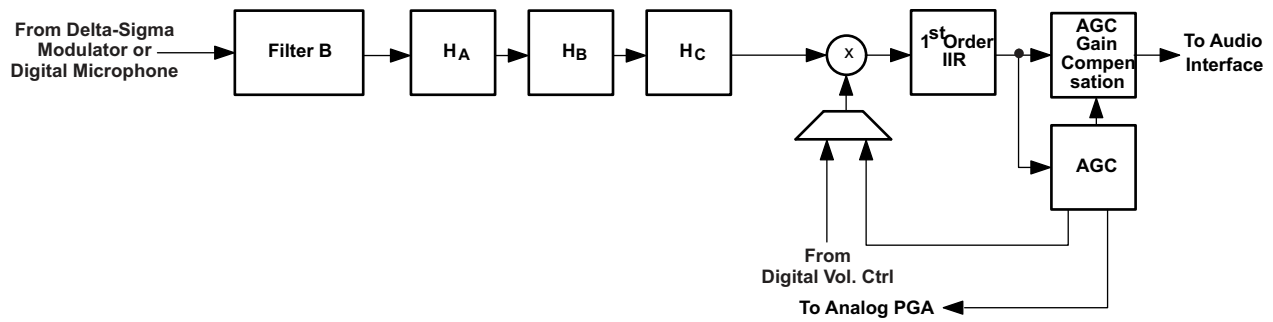 From Delta-Sigma
Modulator or
Digital Microphone
Filter B
HA
HB
HC
X
1st Order
IIR
AGC
Gain
Compen
sation
To Audio
Interface
AGC
From
Digital Vol. Ctrl
To Analog PGA